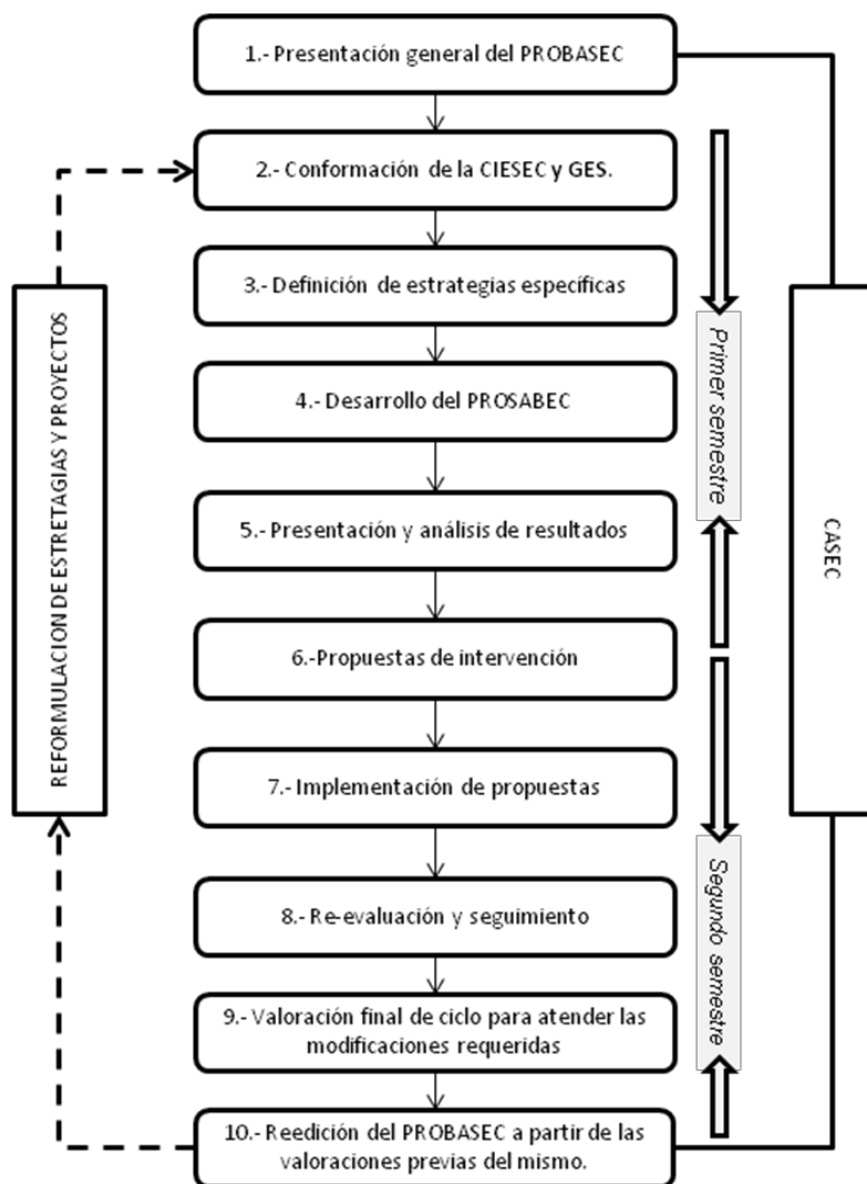 1.- Presentación general del PROBASEC
2.- Conformación de la CIESEC y GES.
3.- Definición de estrategias específicas
4.- Desarrollo del PROSABEC
5.- Presentación y análisis de resultados
6.-Propuestas de intervención
7.- Implementación de propuestas
8.- Re-evaluación y seguimiento
9.- Valoración final de ciclo para atender las
modificaciones requeridas
10.- Reedición del PROBASEC a partir de las
valoraciones previas del mismo.
REFORMULACION DE ESTRETAGIAS Y PROYECTOS
Primer semestre
Segundo semestre
CASEC